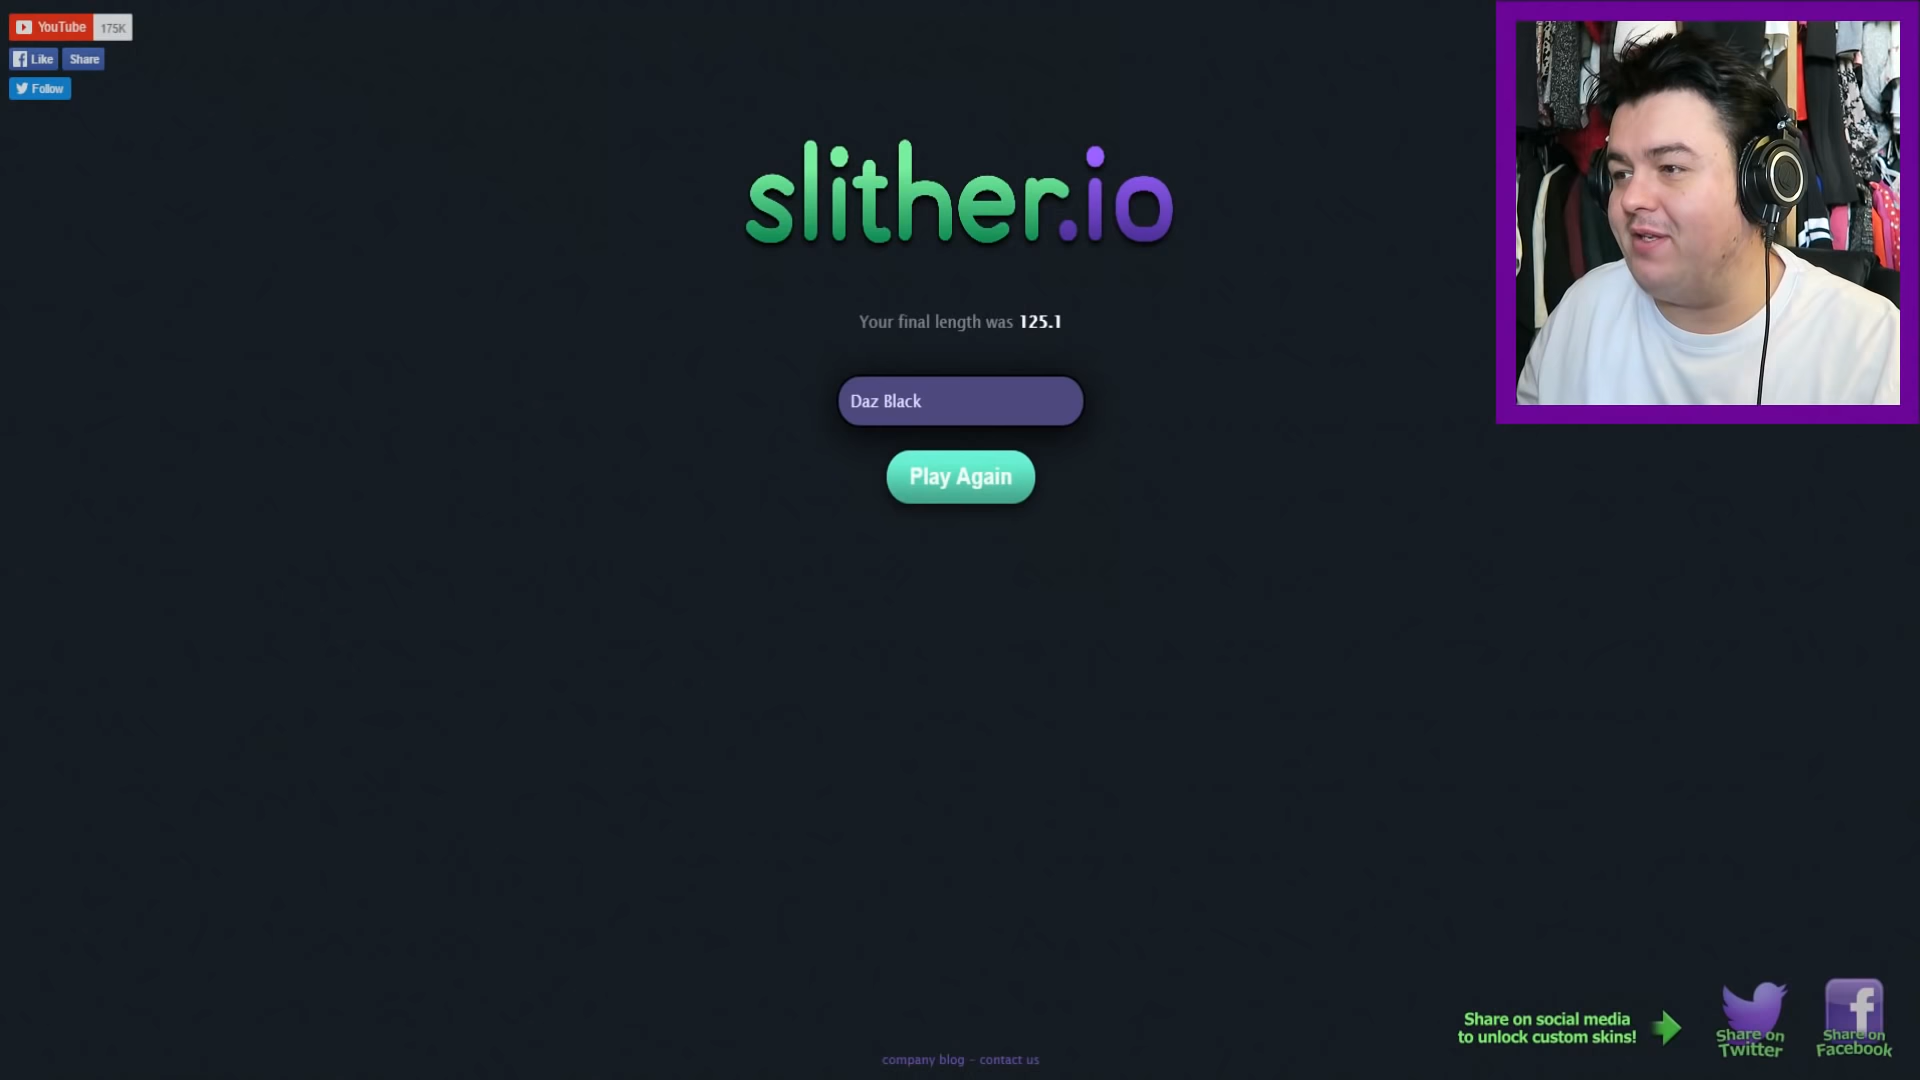 YouTube 175K
Like Share
Follow
slither.io
Your final length was 125.1
Daz Black
Play Again
Share on social media
to unlock custom skins!
Share on
Twitter
Share on
Facebook
company blog - contact us